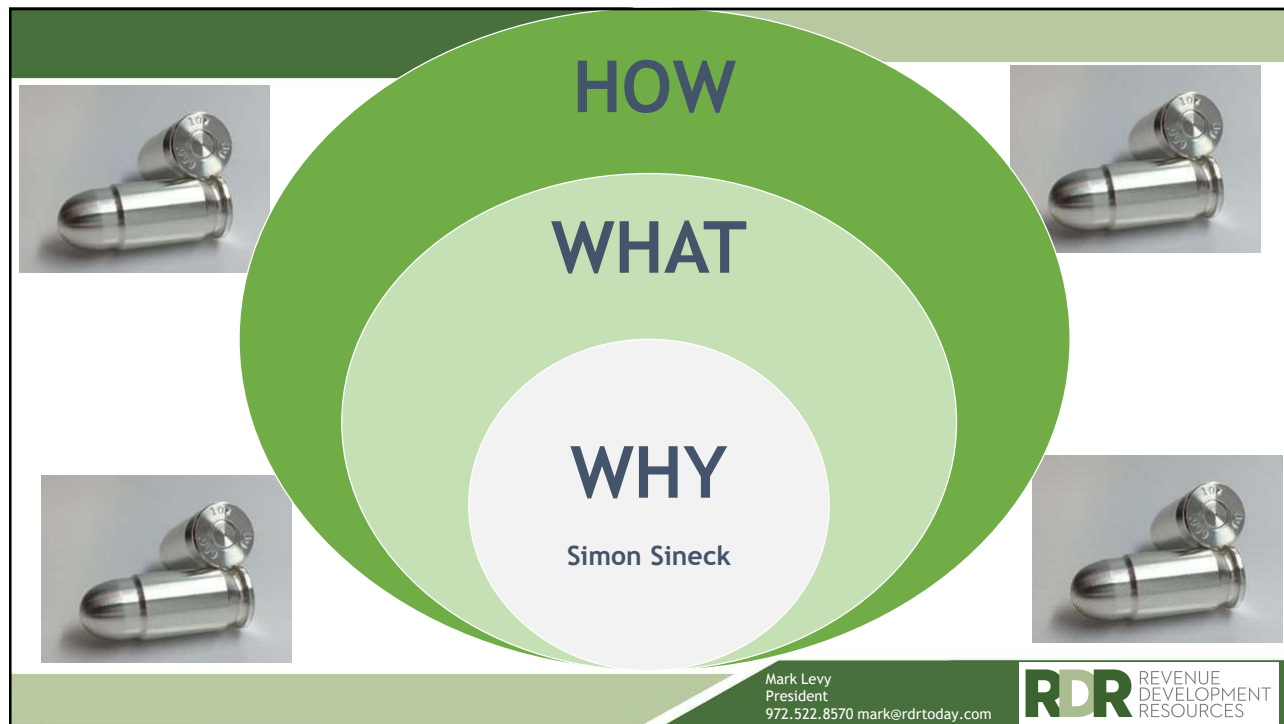 HOW
WHAT
WHY
Simon Sineck
Mark Levy
President
972.522.8570 mark@rdrtoday.com
RDR REVENUE
DEVELOPMENT
RESOURCES